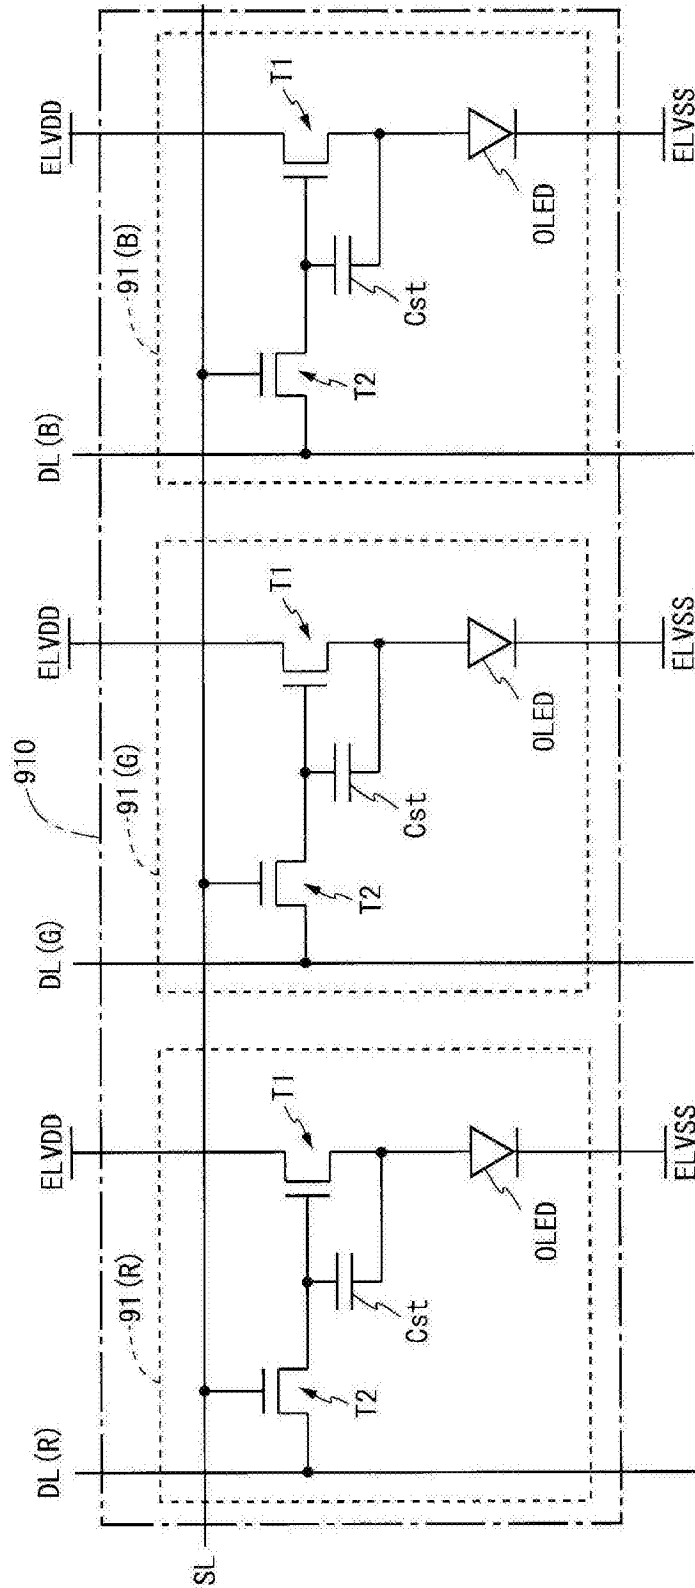 910
DL(R)
ELVDD
DL(G)
ELVDD
DL(B)
ELVDD
91(R)
91(G)
91(B)
SL
T1
T1
T1
T2
T2
T2
Cst
Cst
Cst
OLED
OLED
OLED
ELVSS
ELVSS
ELVSS